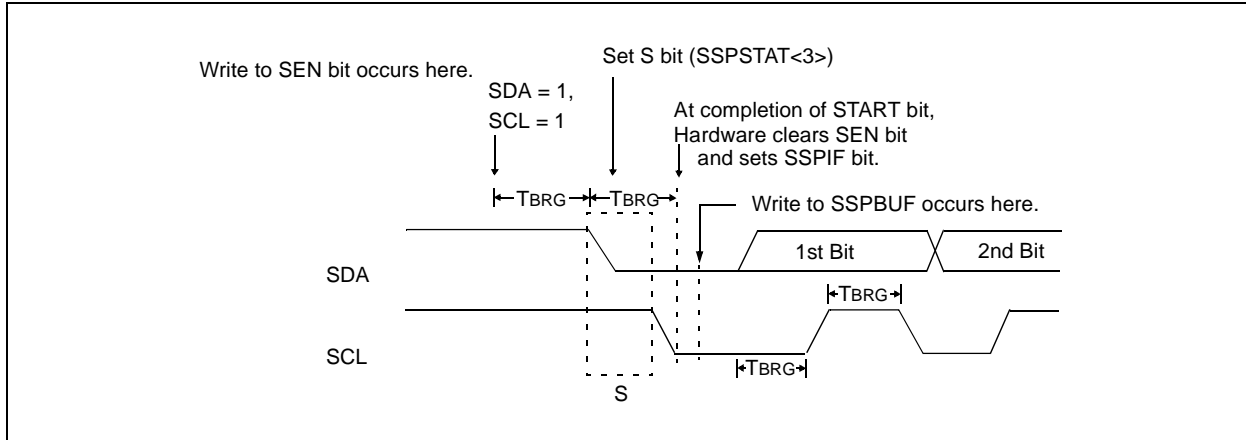 Write to SEN bit occurs here.
Set S bit (SSPSTAT<3>)
SDA = 1,
SCL = 1
At completion of START bit,
Hardware clears SEN bit
and sets SSPIF bit.
TBRG
TBRG
Write to SSPBUF occurs here.
SDA
1st Bit
2nd Bit
TBRG
SCL
TBRG
S